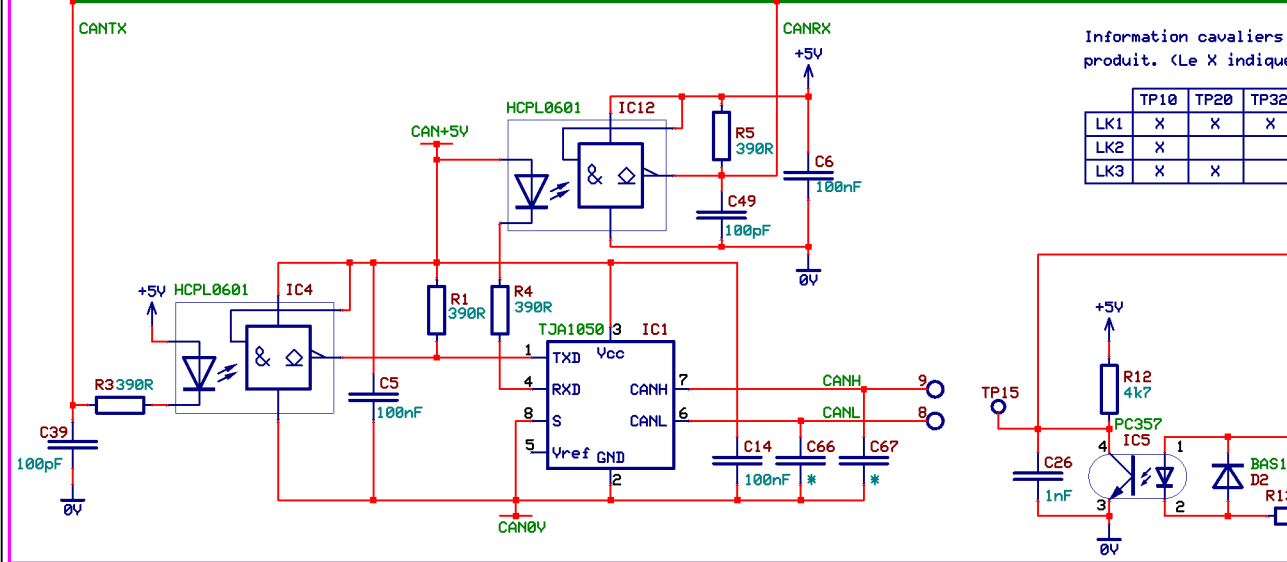 CANTX
CANRX
+5V
HCPL0601
IC12
CAN+5V
&
R5
390R
C6
100nF
C49
100pF
0V
+5V
HCPL0601
IC4
R1
390R
R4
390R
&
TJA1050
3
IC1
Vcc
1
TXD
4
RXD
8
S
5
Vref
GND
2
CANH
7
CANL
6
CANH
9
CANL
8
R3
390R
C39
100pF
0V
C5
100nF
C14
100nF
C66
*
C67
*
CAN0V
Information cavaliers
produit. (Le X indique
TP10 TP20 TP32
LK1 X X X
LK2 X
LK3 X X
+5V
R12
4k7
TP15
PC357
IC5
4
1
3
2
C26
1nF
0V
BAS1
D2